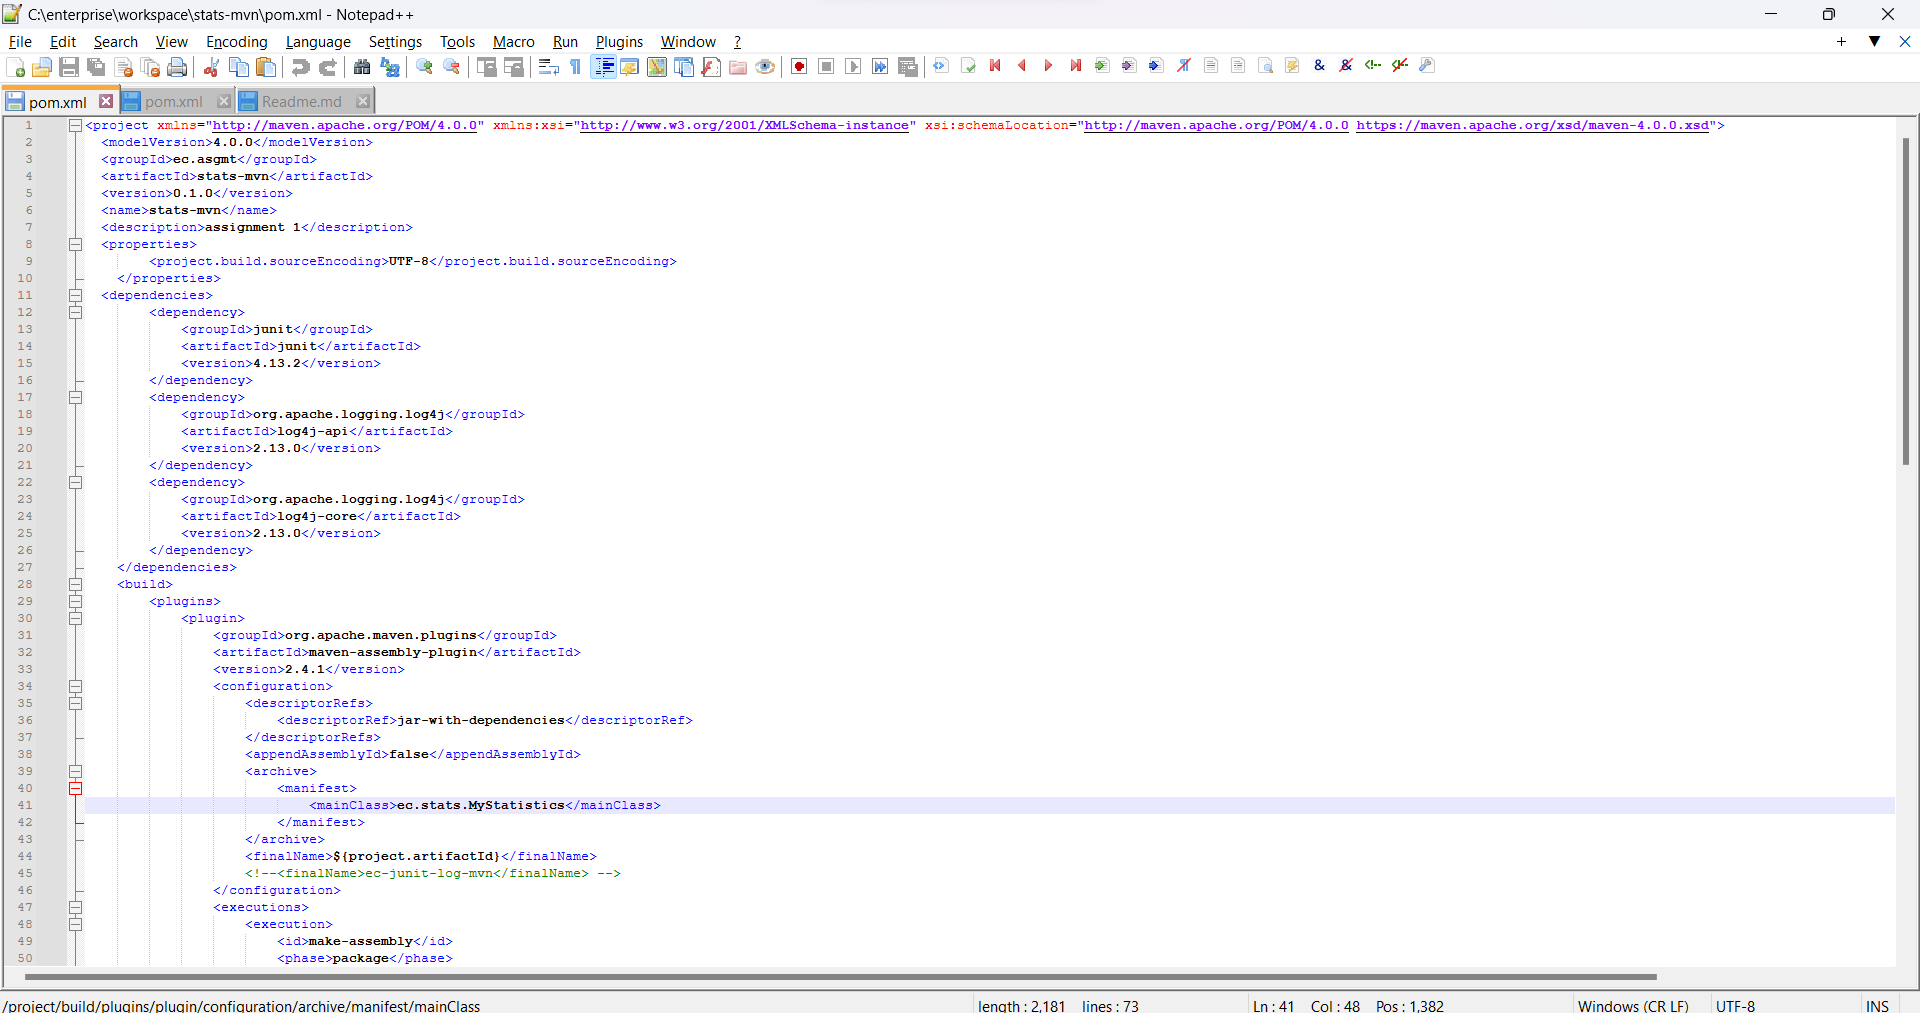 C:\enterprise\workspace\stats-mvn\pom.xml - Notepad++
File Edit Search View Encoding Language Settings Tools Macro Run Plugins Window ?
pom.xml pom.xml Readme.md
1 <project xmlns="http://maven.apache.org/POM/4.0.0" xmlns:xsi="http://www.w3.org/2001/XMLSchema-instance" xsi:schemaLocation="http://maven.apache.org/POM/4.0.0 https://maven.apache.org/xsd/maven-4.0.0.xsd">
2 <modelVersion>4.0.0</modelVersion>
3 <groupId>ec.asgmt</groupId>
4 <artifactId>stats-mvn</artifactId>
5 <version>0.1.0</version>
6 <name>stats-mvn</name>
7 <description>assignment 1</description>
8 <properties>
9 <project.build.sourceEncoding>UTF-8</project.build.sourceEncoding>
10 </properties>
11 <dependencies>
12 <dependency>
13 <groupId>junit</groupId>
14 <artifactId>junit</artifactId>
15 <version>4.13.2</version>
16 </dependency>
17 <dependency>
18 <groupId>org.apache.logging.log4j</groupId>
19 <artifactId>log4j-api</artifactId>
20 <version>2.13.0</version>
21 </dependency>
22 <dependency>
23 <groupId>org.apache.logging.log4j</groupId>
24 <artifactId>log4j-core</artifactId>
25 <version>2.13.0</version>
26 </dependency>
27 </dependencies>
28 <build>
29 <plugins>
30 <plugin>
31 <groupId>org.apache.maven.plugins</groupId>
32 <artifactId>maven-assembly-plugin</artifactId>
33 <version>2.4.1</version>
34 <configuration>
35 <descriptorRefs>
36 <descriptorRef>jar-with-dependencies</descriptorRef>
37 </descriptorRefs>
38 <appendAssemblyId>false</appendAssemblyId>
39 <archive>
40 <manifest>
41 <mainClass>ec.stats.MyStatistics</mainClass>
42 </manifest>
43 </archive>
44 <finalName>${project.artifactId}</finalName>
45 <!--<finalName>ec-junit-log-mvn</finalName> -->
46 </configuration>
47 <executions>
48 <execution>
49 <id>make-assembly</id>
50 <phase>package</phase>
/project/build/plugins/plugin/configuration/archive/manifest/mainClass length : 2,181 lines : 73 Ln : 41 Col : 48 Pos : 1,382 Windows (CR LF) UTF-8 INS